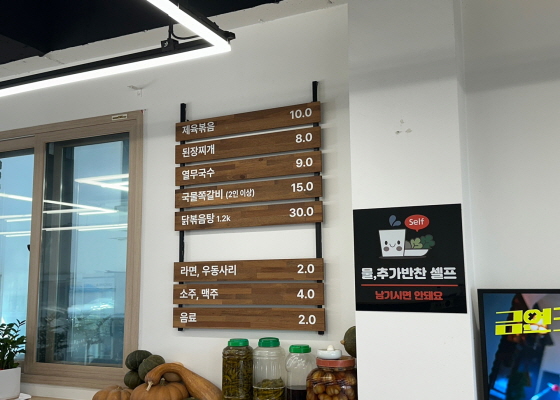 제육볶음 10.0
된장찌개 8.0
열무국수 9.0
국물쪽갈비 (2인 이상) 15.0
닭볶음탕 1.2k 30.0
라면, 우동사리 2.0
소주, 맥주 4.0
음료 2.0
Self
물,추가반찬 셀프
남기시면 안돼요